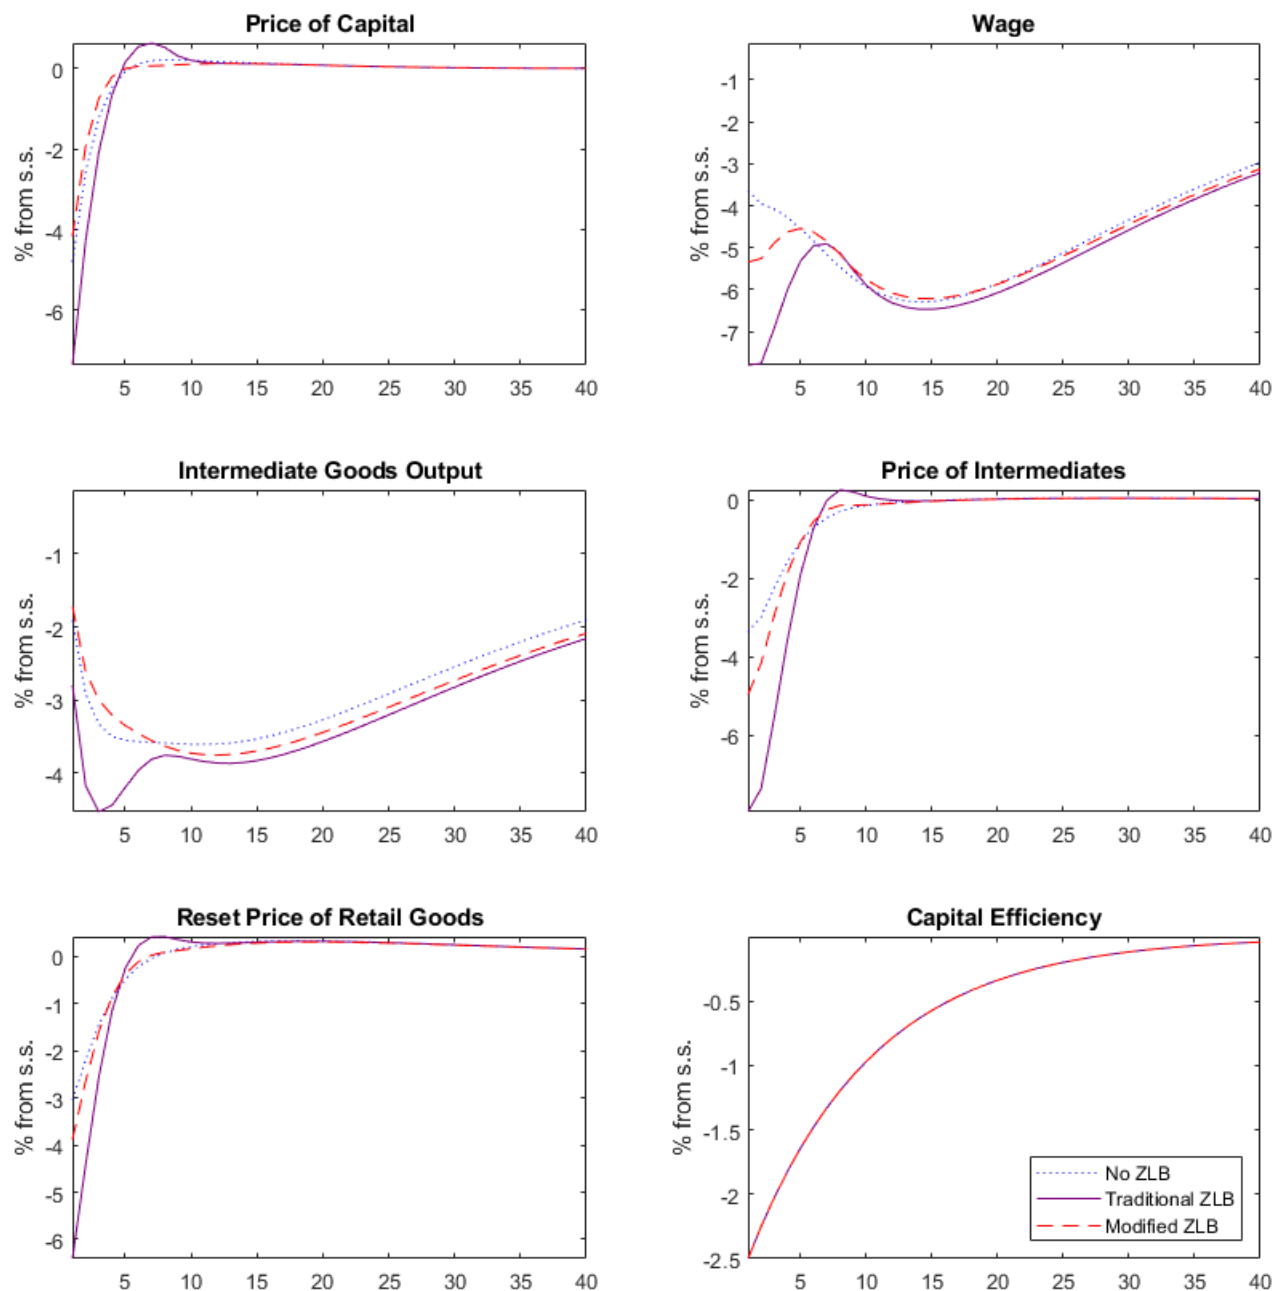 Price of Capital
0
-2
-4
-6
% from s.s.
5 10 15 20 25 30 35 40
Wage
-1
-2
-3
-4
-5
-6
-7
% from s.s.
5 10 15 20 25 30 35 40
Intermediate Goods Output
-1
-2
-3
-4
% from s.s.
5 10 15 20 25 30 35 40
Price of Intermediates
0
-2
-4
-6
% from s.s.
5 10 15 20 25 30 35 40
Reset Price of Retail Goods
0
-1
-2
-3
-4
-5
-6
% from s.s.
5 10 15 20 25 30 35 40
Capital Efficiency
-0.5
-1
-1.5
-2
-2.5
% from s.s.
5 10 15 20 25 30 35 40
No ZLB
Traditional ZLB
Modified ZLB